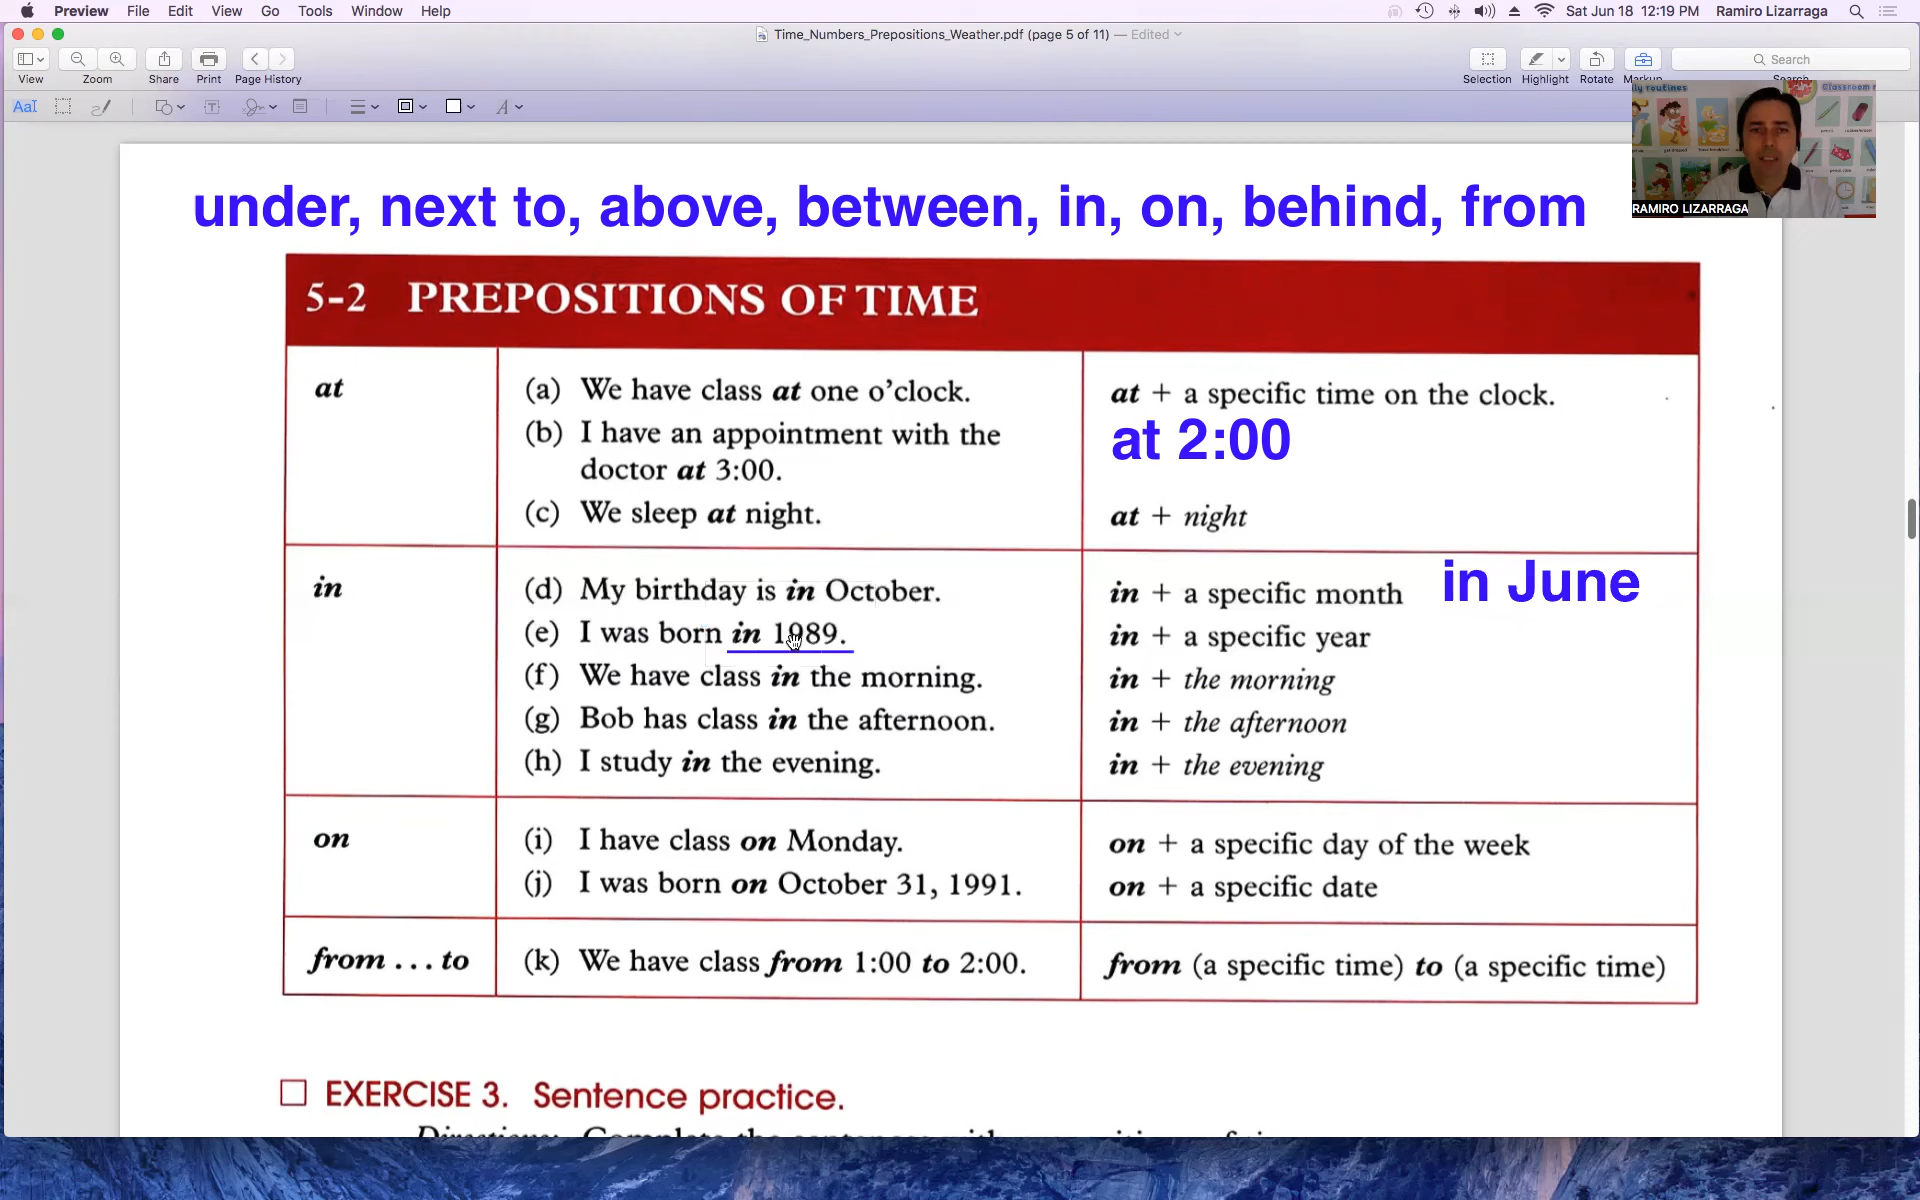 Preview File Edit View Go Tools Window Help Sat Jun 18 12:19 PM Ramiro Lizarraga
Time_Numbers_Prepositions_Weather.pdf (page 5 of 11) — Edited
Search
View Zoom Share Print Page History Selection Highlight Rotate Markup Search
AaI T A
ily routines Classroom
RAMIRO LIZARRAGA
under, next to, above, between, in, on, behind, from
5-2 PREPOSITIONS OF TIME
at (a) We have class at one o'clock. at + a specific time on the clock.
(b) I have an appointment with the at 2:00
doctor at 3:00.
(c) We sleep at night. at + night
in (d) My birthday is in October. in + a specific month in June
(e) I was born in 1989. in + a specific year
(f) We have class in the morning. in + the morning
(g) Bob has class in the afternoon. in + the afternoon
(h) I study in the evening. in + the evening
on (i) I have class on Monday. on + a specific day of the week
(j) I was born on October 31, 1991. on + a specific date
from ... to (k) We have class from 1:00 to 2:00. from (a specific time) to (a specific time)
EXERCISE 3. Sentence practice.